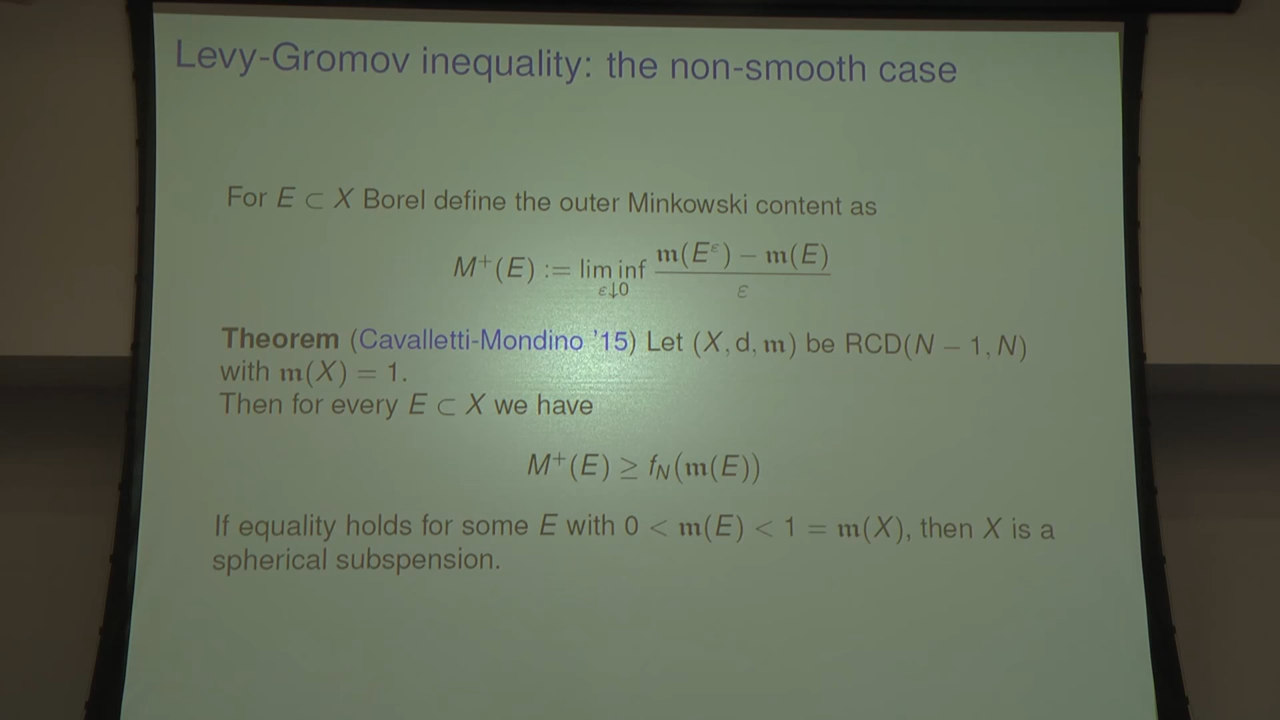 Levy-Gromov inequality: the non-smooth case
For E ⊂ X Borel define the outer Minkowski content as
M⁺(E) := lim inf_{ε↓0} (𝔪(E^ε) − 𝔪(E)) / ε
Theorem (Cavalletti-Mondino '15) Let (X, d, 𝔪) be RCD(N − 1, N)
with 𝔪(X) = 1.
Then for every E ⊂ X we have
M⁺(E) ≥ f_N(𝔪(E))
If equality holds for some E with 0 < 𝔪(E) < 1 = 𝔪(X), then X is a
spherical subspension.